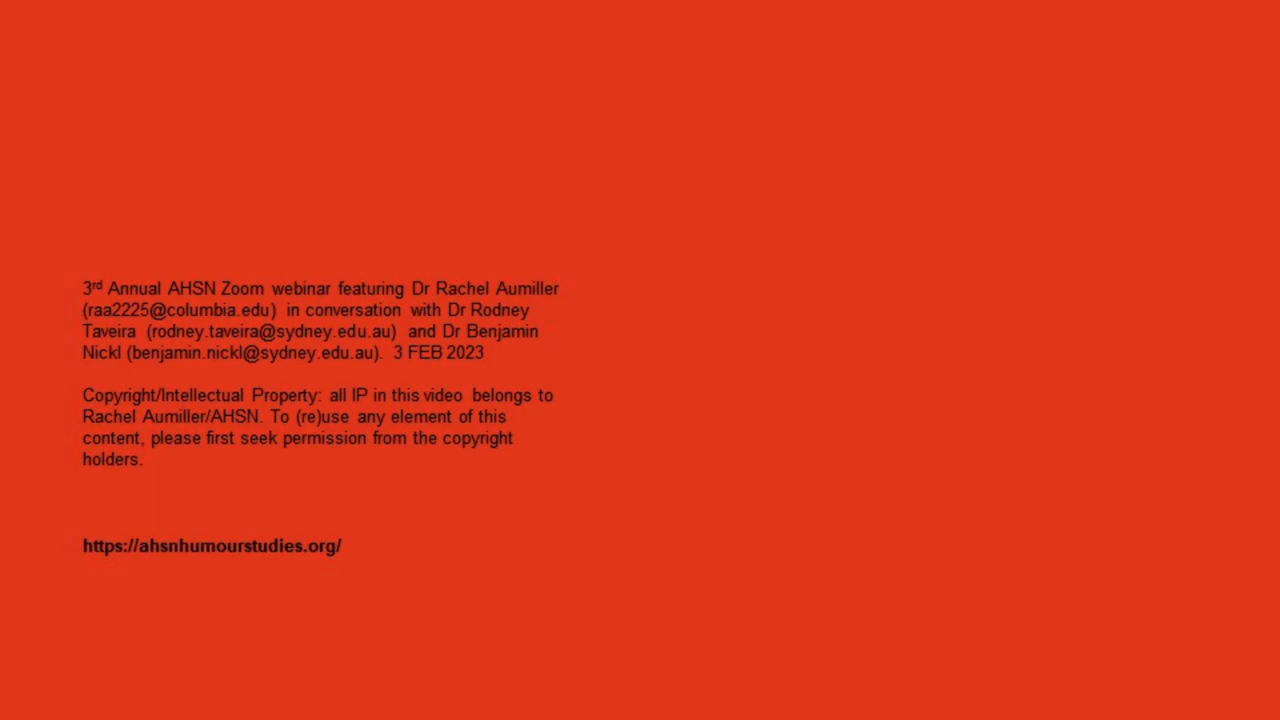 3rd Annual AHSN Zoom webinar featuring Dr Rachel Aumiller
(raa2225@columbia.edu) in conversation with Dr Rodney
Taveira (rodney.taveira@sydney.edu.au) and Dr Benjamin
Nickl (benjamin.nickl@sydney.edu.au). 3 FEB 2023
Copyright/Intellectual Property: all IP in this video belongs to
Rachel Aumiller/AHSN. To (re)use any element of this
content, please first seek permission from the copyright
holders.
https://ahsnhumourstudies.org/